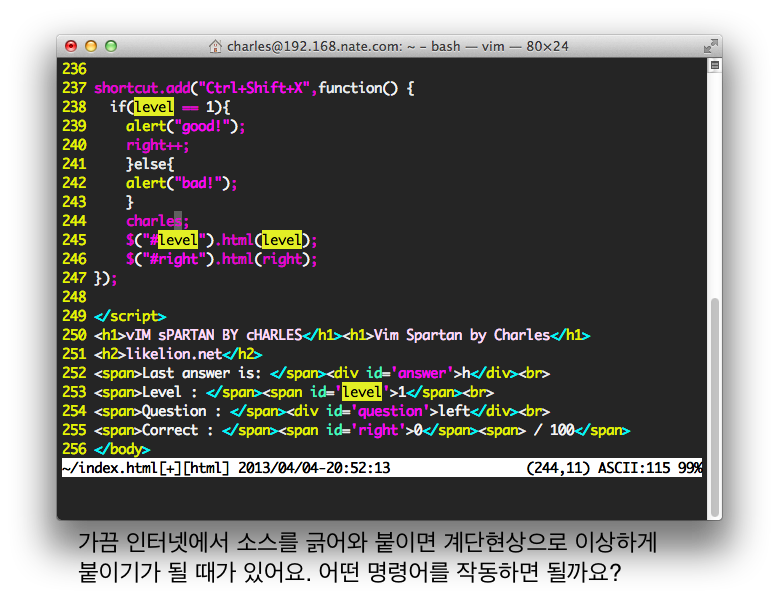 charles@192.168.nate.com: ~ – bash — vim — 80×24
236
237 shortcut.add("Ctrl+Shift+X",function() {
238   if(level == 1){
239     alert("good!");
240     right++;
241     }else{
242     alert("bad!");
243     }
244     charles;
245     $("#level").html(level);
246     $("#right").html(right);
247 });
248
249 </script>
250 <h1>vIM sPARTAN BY cHARLES</h1><h1>Vim Spartan by Charles</h1>
251 <h2>likelion.net</h2>
252 <span>Last answer is: </span><div id='answer'>h</div><br>
253 <span>Level : </span><span id='level'>1</span><br>
254 <span>Question : </span><div id='question'>left</div><br>
255 <span>Correct : </span><span id='right'>0</span><span> / 100</span>
256 </body>
~/index.html[+][html] 2013/04/04-20:52:13 (244,11) ASCII:115 99%
가끔 인터넷에서 소스를 긁어와 붙이면 계단현상으로 이상하게
붙이기가 될 때가 있어요. 어떤 명령어를 작동하면 될까요?